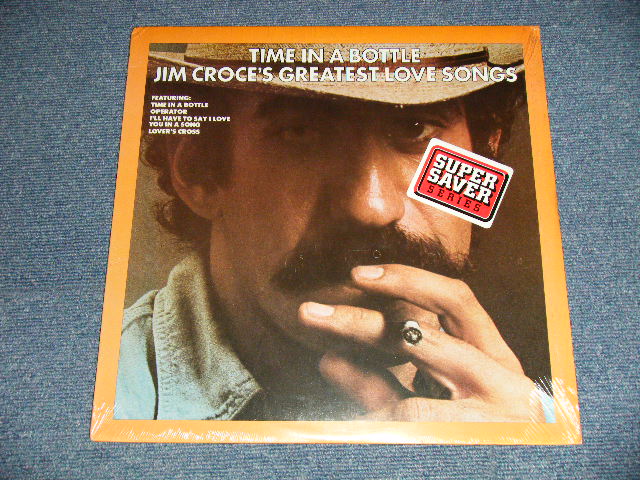 TIME IN A BOTTLE
JIM CROCE'S GREATEST LOVE SONGS
FEATURING:
TIME IN A BOTTLE
OPERATOR
I'LL HAVE TO SAY I LOVE
YOU IN A SONG
LOVER'S CROSS
SUPER
SAVER
SERIES